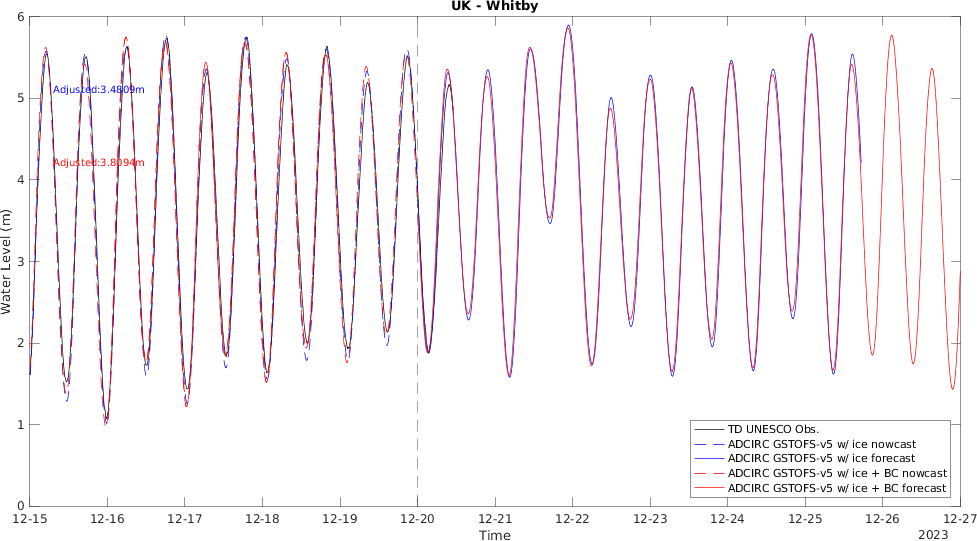 UK - Whitby
6
5
4
3
2
1
0
Water Level (m)
Adjusted:3.4809m
Adjusted:3.8094m
TD UNESCO Obs.
ADCIRC GSTOFS-v5 w/ ice nowcast
ADCIRC GSTOFS-v5 w/ ice forecast
ADCIRC GSTOFS-v5 w/ ice + BC nowcast
ADCIRC GSTOFS-v5 w/ ice + BC forecast
12-15 12-16 12-17 12-18 12-19 12-20 12-21 12-22 12-23 12-24 12-25 12-26 12-27
Time
2023